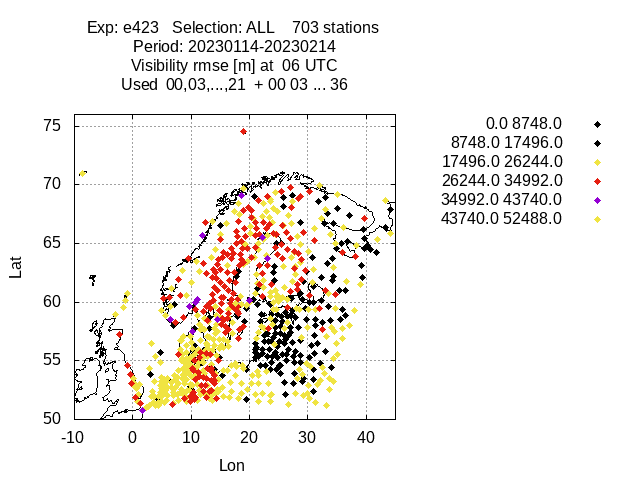 Exp: e423 Selection: ALL 703 stations
Period: 20230114-20230214
Visibility rmse [m] at 06 UTC
Used 00,03,...,21 + 00 03 ... 36
0.0 8748.0
8748.0 17496.0
17496.0 26244.0
26244.0 34992.0
34992.0 43740.0
43740.0 52488.0
75
70
65
60
55
50
Lat
-10 0 10 20 30 40
Lon